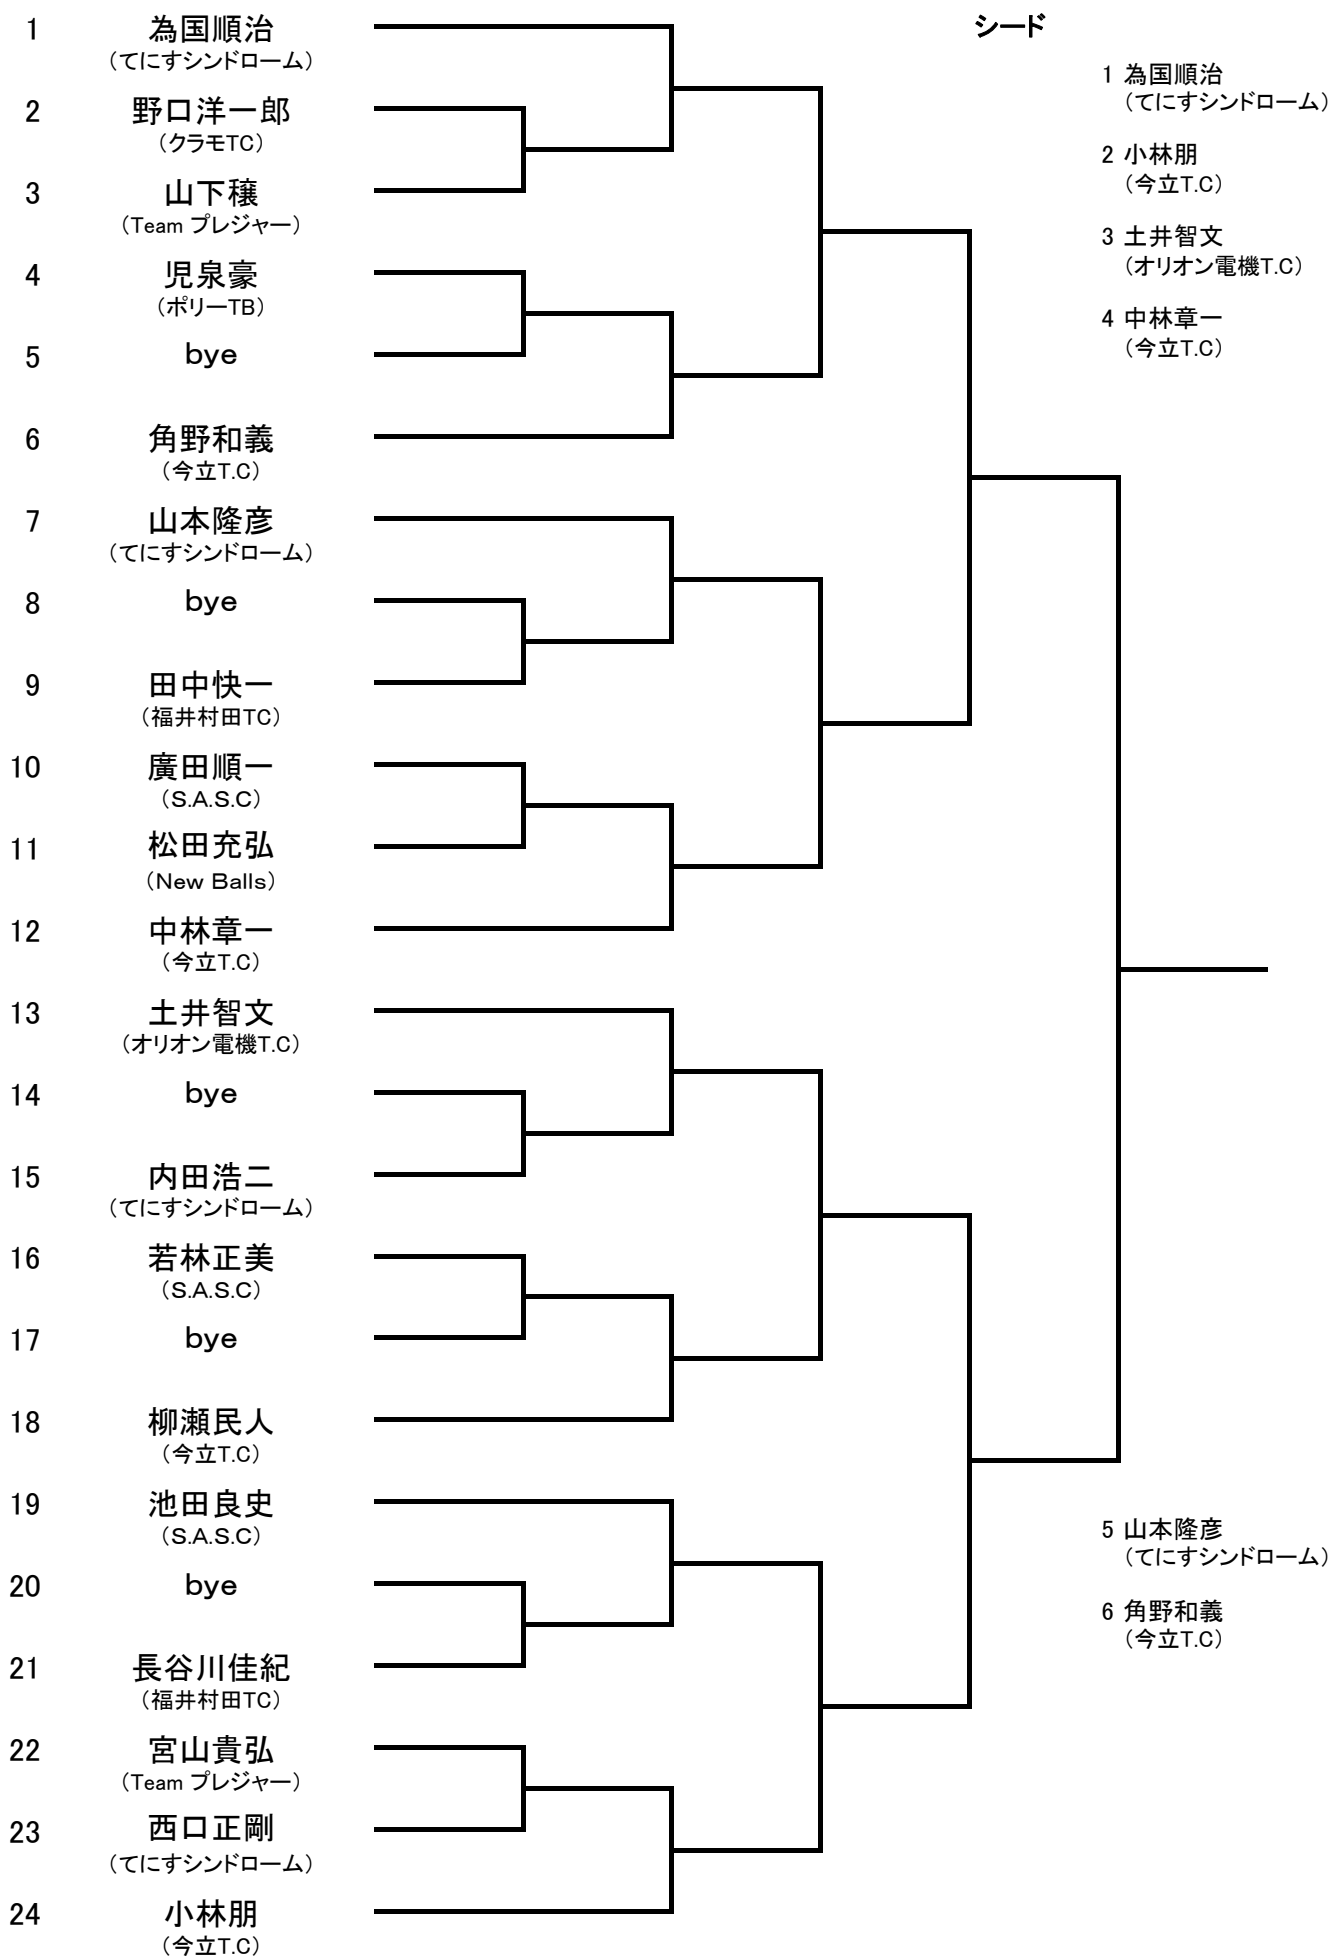 1 為国順治
（てにすシンドローム）
2 野口洋一郎
（クラモTC）
3 山下穣
（Team プレジャー）
4 児泉豪
（ポリーTB）
5 bye
6 角野和義
（今立T.C）
7 山本隆彦
（てにすシンドローム）
8 bye
9 田中快一
（福井村田TC）
10 廣田順一
（S.A.S.C）
11 松田充弘
（New Balls）
12 中林章一
（今立T.C）
13 土井智文
（オリオン電機T.C）
14 bye
15 内田浩二
（てにすシンドローム）
16 若林正美
（S.A.S.C）
17 bye
18 柳瀬民人
（今立T.C）
19 池田良史
（S.A.S.C）
20 bye
21 長谷川佳紀
（福井村田TC）
22 宮山貴弘
（Team プレジャー）
23 西口正剛
（てにすシンドローム）
24 小林朋
（今立T.C）
シード
1 為国順治
（てにすシンドローム）
2 小林朋
（今立T.C）
3 土井智文
（オリオン電機T.C）
4 中林章一
（今立T.C）
5 山本隆彦
（てにすシンドローム）
6 角野和義
（今立T.C）